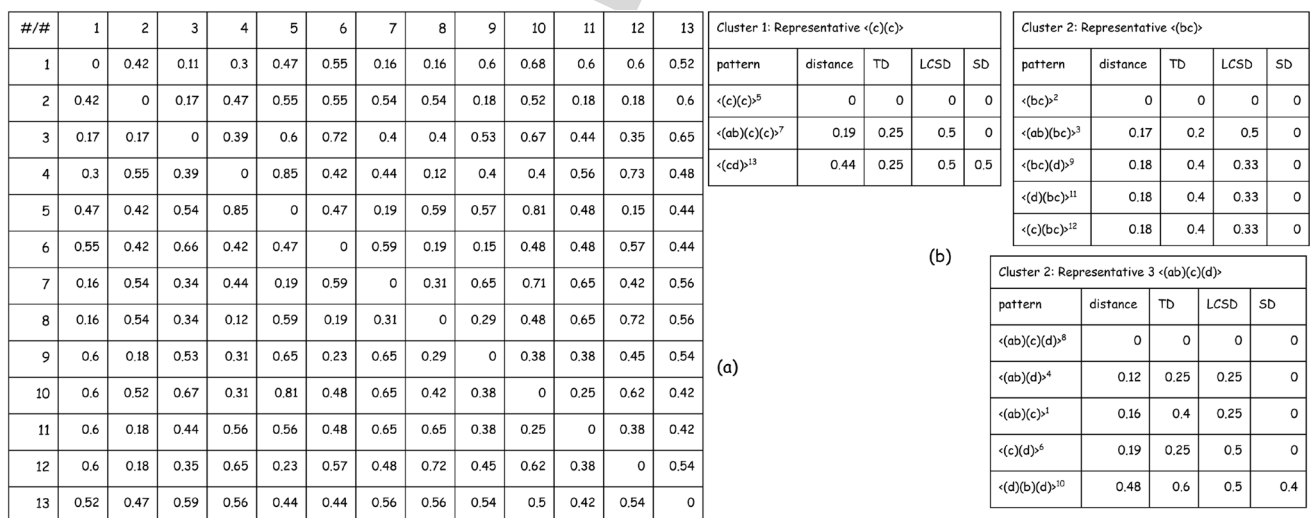 #/# 1 2 3 4 5 6 7 8 9 10 11 12 13
1 0 0.42 0.11 0.3 0.47 0.55 0.16 0.16 0.6 0.68 0.6 0.6 0.52
2 0.42 0 0.17 0.47 0.55 0.55 0.54 0.54 0.18 0.52 0.18 0.18 0.6
3 0.17 0.17 0 0.39 0.6 0.72 0.4 0.4 0.53 0.67 0.44 0.35 0.65
4 0.3 0.55 0.39 0 0.85 0.42 0.44 0.12 0.4 0.4 0.56 0.73 0.48
5 0.47 0.42 0.54 0.85 0 0.47 0.19 0.59 0.57 0.81 0.48 0.15 0.44
6 0.55 0.42 0.66 0.42 0.47 0 0.59 0.19 0.15 0.48 0.48 0.57 0.44
7 0.16 0.54 0.34 0.44 0.19 0.59 0 0.31 0.65 0.71 0.65 0.42 0.56
8 0.16 0.54 0.34 0.12 0.59 0.19 0.31 0 0.29 0.48 0.65 0.72 0.56
9 0.6 0.18 0.53 0.31 0.65 0.23 0.65 0.29 0 0.38 0.38 0.45 0.54
10 0.6 0.52 0.67 0.31 0.81 0.48 0.65 0.42 0.38 0 0.25 0.62 0.42
11 0.6 0.18 0.44 0.56 0.56 0.48 0.65 0.65 0.38 0.25 0 0.38 0.42
12 0.6 0.18 0.35 0.65 0.23 0.57 0.48 0.72 0.45 0.62 0.38 0 0.54
13 0.52 0.47 0.59 0.56 0.44 0.44 0.56 0.56 0.54 0.5 0.42 0.54 0
(a)
Cluster 1: Representative <(c)(c)>
pattern distance TD LCSD SD
<(c)(c)>⁵ 0 0 0 0
<(ab)(c)(c)>⁷ 0.19 0.25 0.5 0
<(cd)>¹³ 0.44 0.25 0.5 0.5
Cluster 2: Representative <(bc)>
pattern distance TD LCSD SD
<(bc)>² 0 0 0 0
<(ab)(bc)>³ 0.17 0.2 0.5 0
<(bc)(d)>⁹ 0.18 0.4 0.33 0
<(d)(bc)>¹¹ 0.18 0.4 0.33 0
<(c)(bc)>¹² 0.18 0.4 0.33 0
(b)
Cluster 2: Representative 3 <(ab)(c)(d)>
pattern distance TD LCSD SD
<(ab)(c)(d)>⁸ 0 0 0 0
<(ab)(d)>⁴ 0.12 0.25 0.25 0
<(ab)(c)>¹ 0.16 0.4 0.25 0
<(c)(d)>⁶ 0.19 0.25 0.5 0
<(d)(b)(d)>¹⁰ 0.48 0.6 0.5 0.4